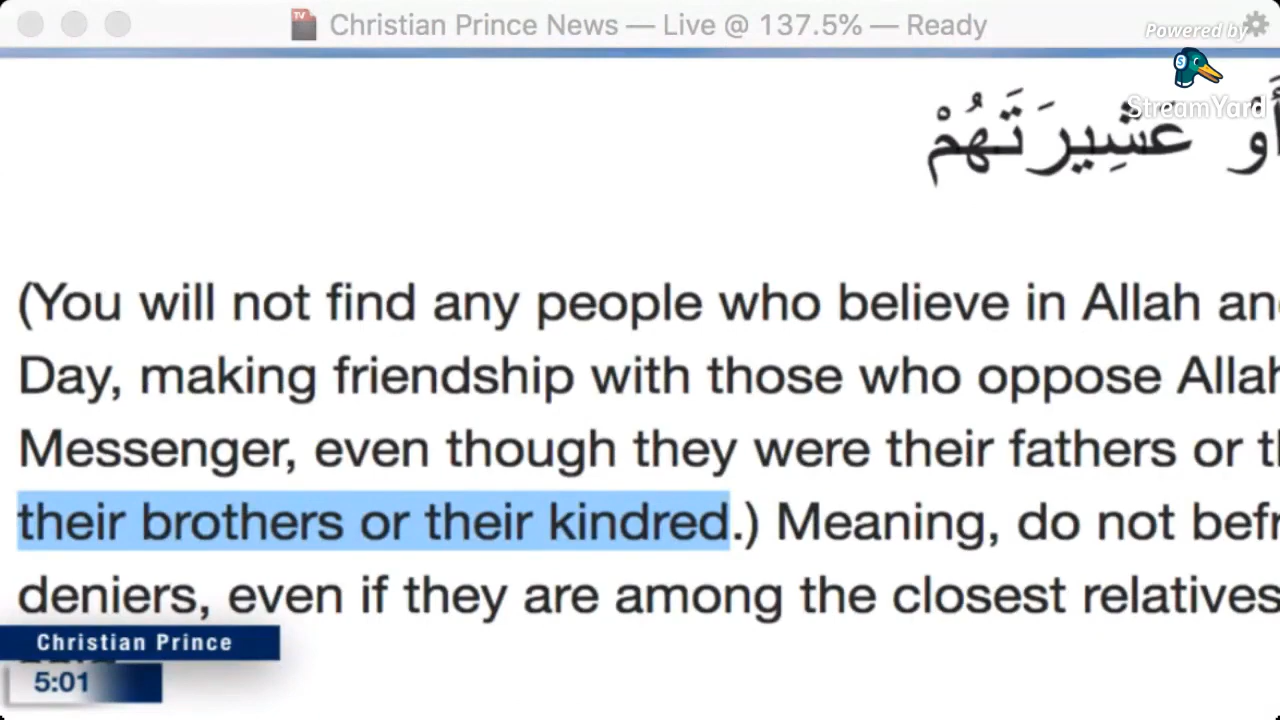 Christian Prince News — Live @ 137.5% — Ready
Powered by
StreamYard
أَوْ عَشِيرَتَهُمْ
(You will not find any people who believe in Allah
Day, making friendship with those who oppose Allah
Messenger, even though they were their fathers or
their brothers or their kindred.) Meaning, do not
deniers, even if they are among the closest relatives
Christian Prince
5:01